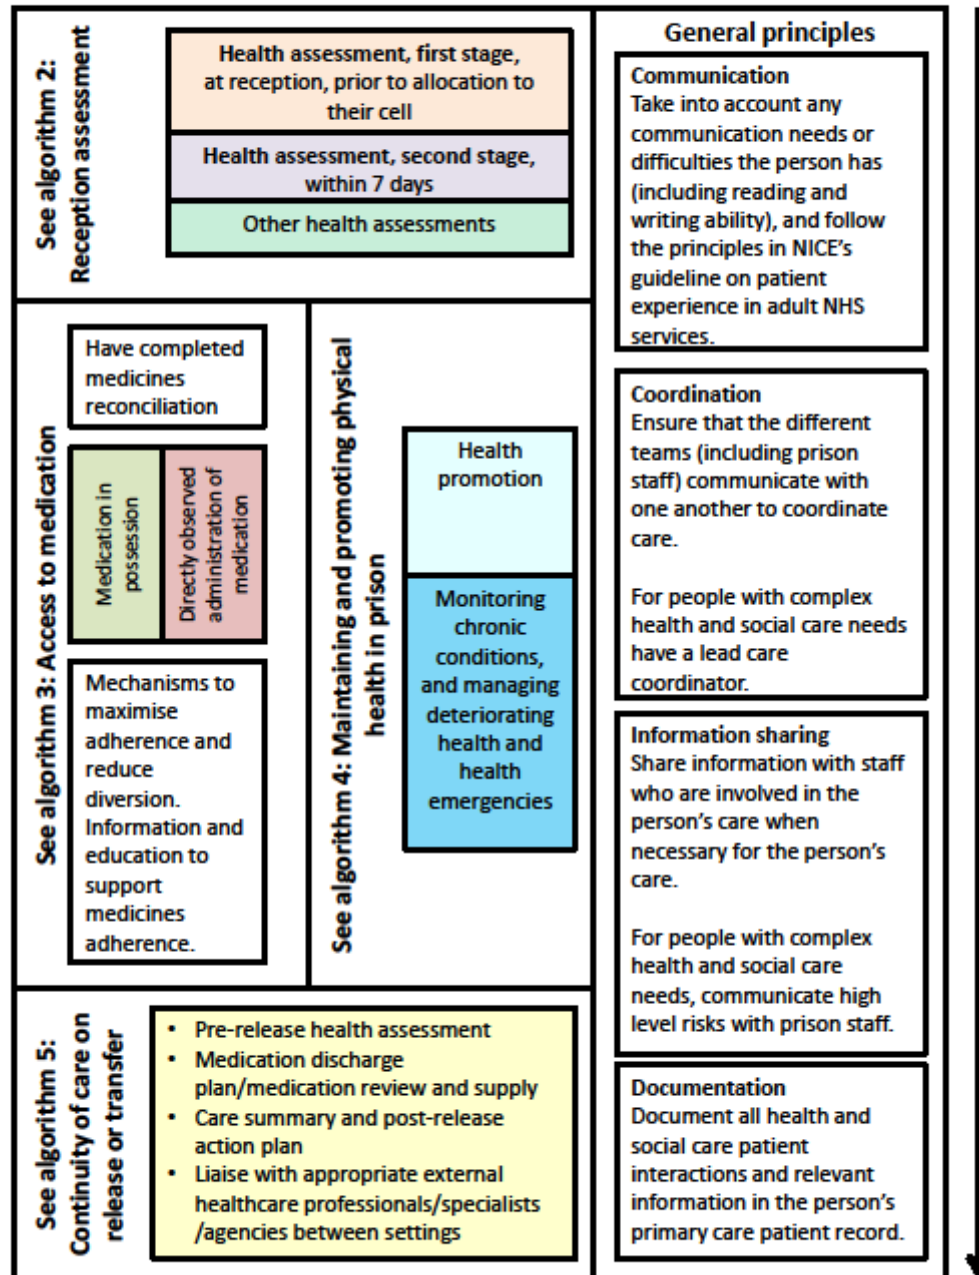 See algorithm 2:
Reception assessment
Health assessment, first stage,
at reception, prior to allocation to
their cell
Health assessment, second stage,
within 7 days
Other health assessments
See algorithm 3: Access to medication
Have completed
medicines
reconciliation
Medication in
possession
Directly observed
administration of
medication
Mechanisms to
maximise
adherence and
reduce
diversion.
Information and
education to
support
medicines
adherence.
See algorithm 4: Maintaining and promoting physical
health in prison
Health
promotion
Monitoring
chronic
conditions,
and managing
deteriorating
health and
health
emergencies
See algorithm 5:
Continuity of care on
release or transfer
• Pre-release health assessment
• Medication discharge
plan/medication review and supply
• Care summary and post-release
action plan
• Liaise with appropriate external
healthcare professionals/specialists
/agencies between settings
General principles
Communication
Take into account any
communication needs or
difficulties the person has
(including reading and
writing ability), and follow
the principles in NICE's
guideline on patient
experience in adult NHS
services.
Coordination
Ensure that the different
teams (including prison
staff) communicate with
one another to coordinate
care.
For people with complex
health and social care needs
have a lead care
coordinator.
Information sharing
Share information with staff
who are involved in the
person's care when
necessary for the person's
care.
For people with complex
health and social care
needs, communicate high
level risks with prison staff.
Documentation
Document all health and
social care patient
interactions and relevant
information in the person's
primary care patient record.